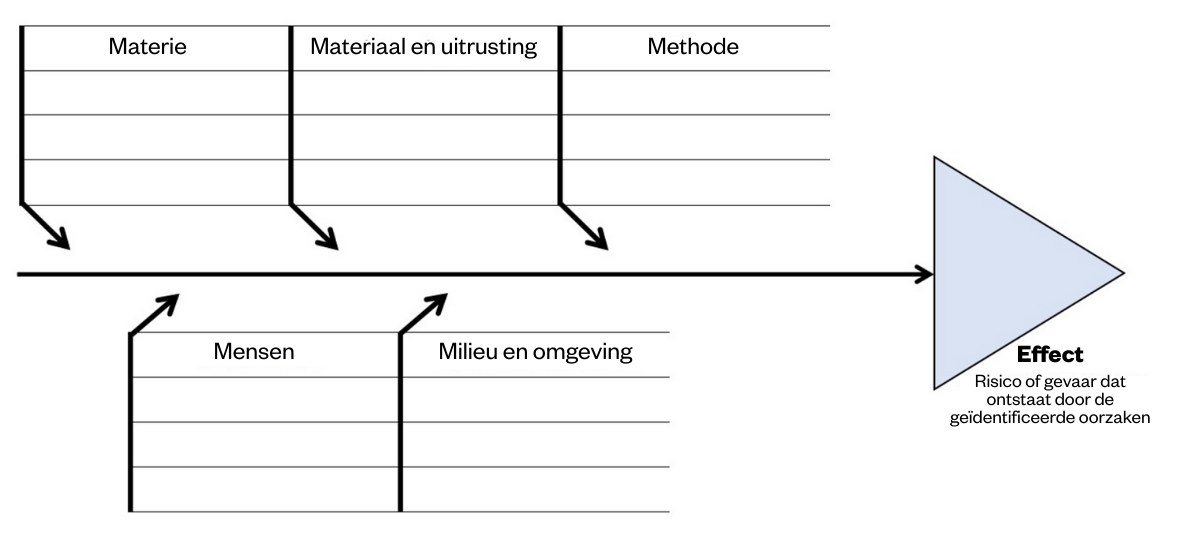 Materie
Materiaal en uitrusting
Methode
Mensen
Milieu en omgeving
Effect
Risico of gevaar dat
ontstaat door de
geïdentificeerde oorzaken